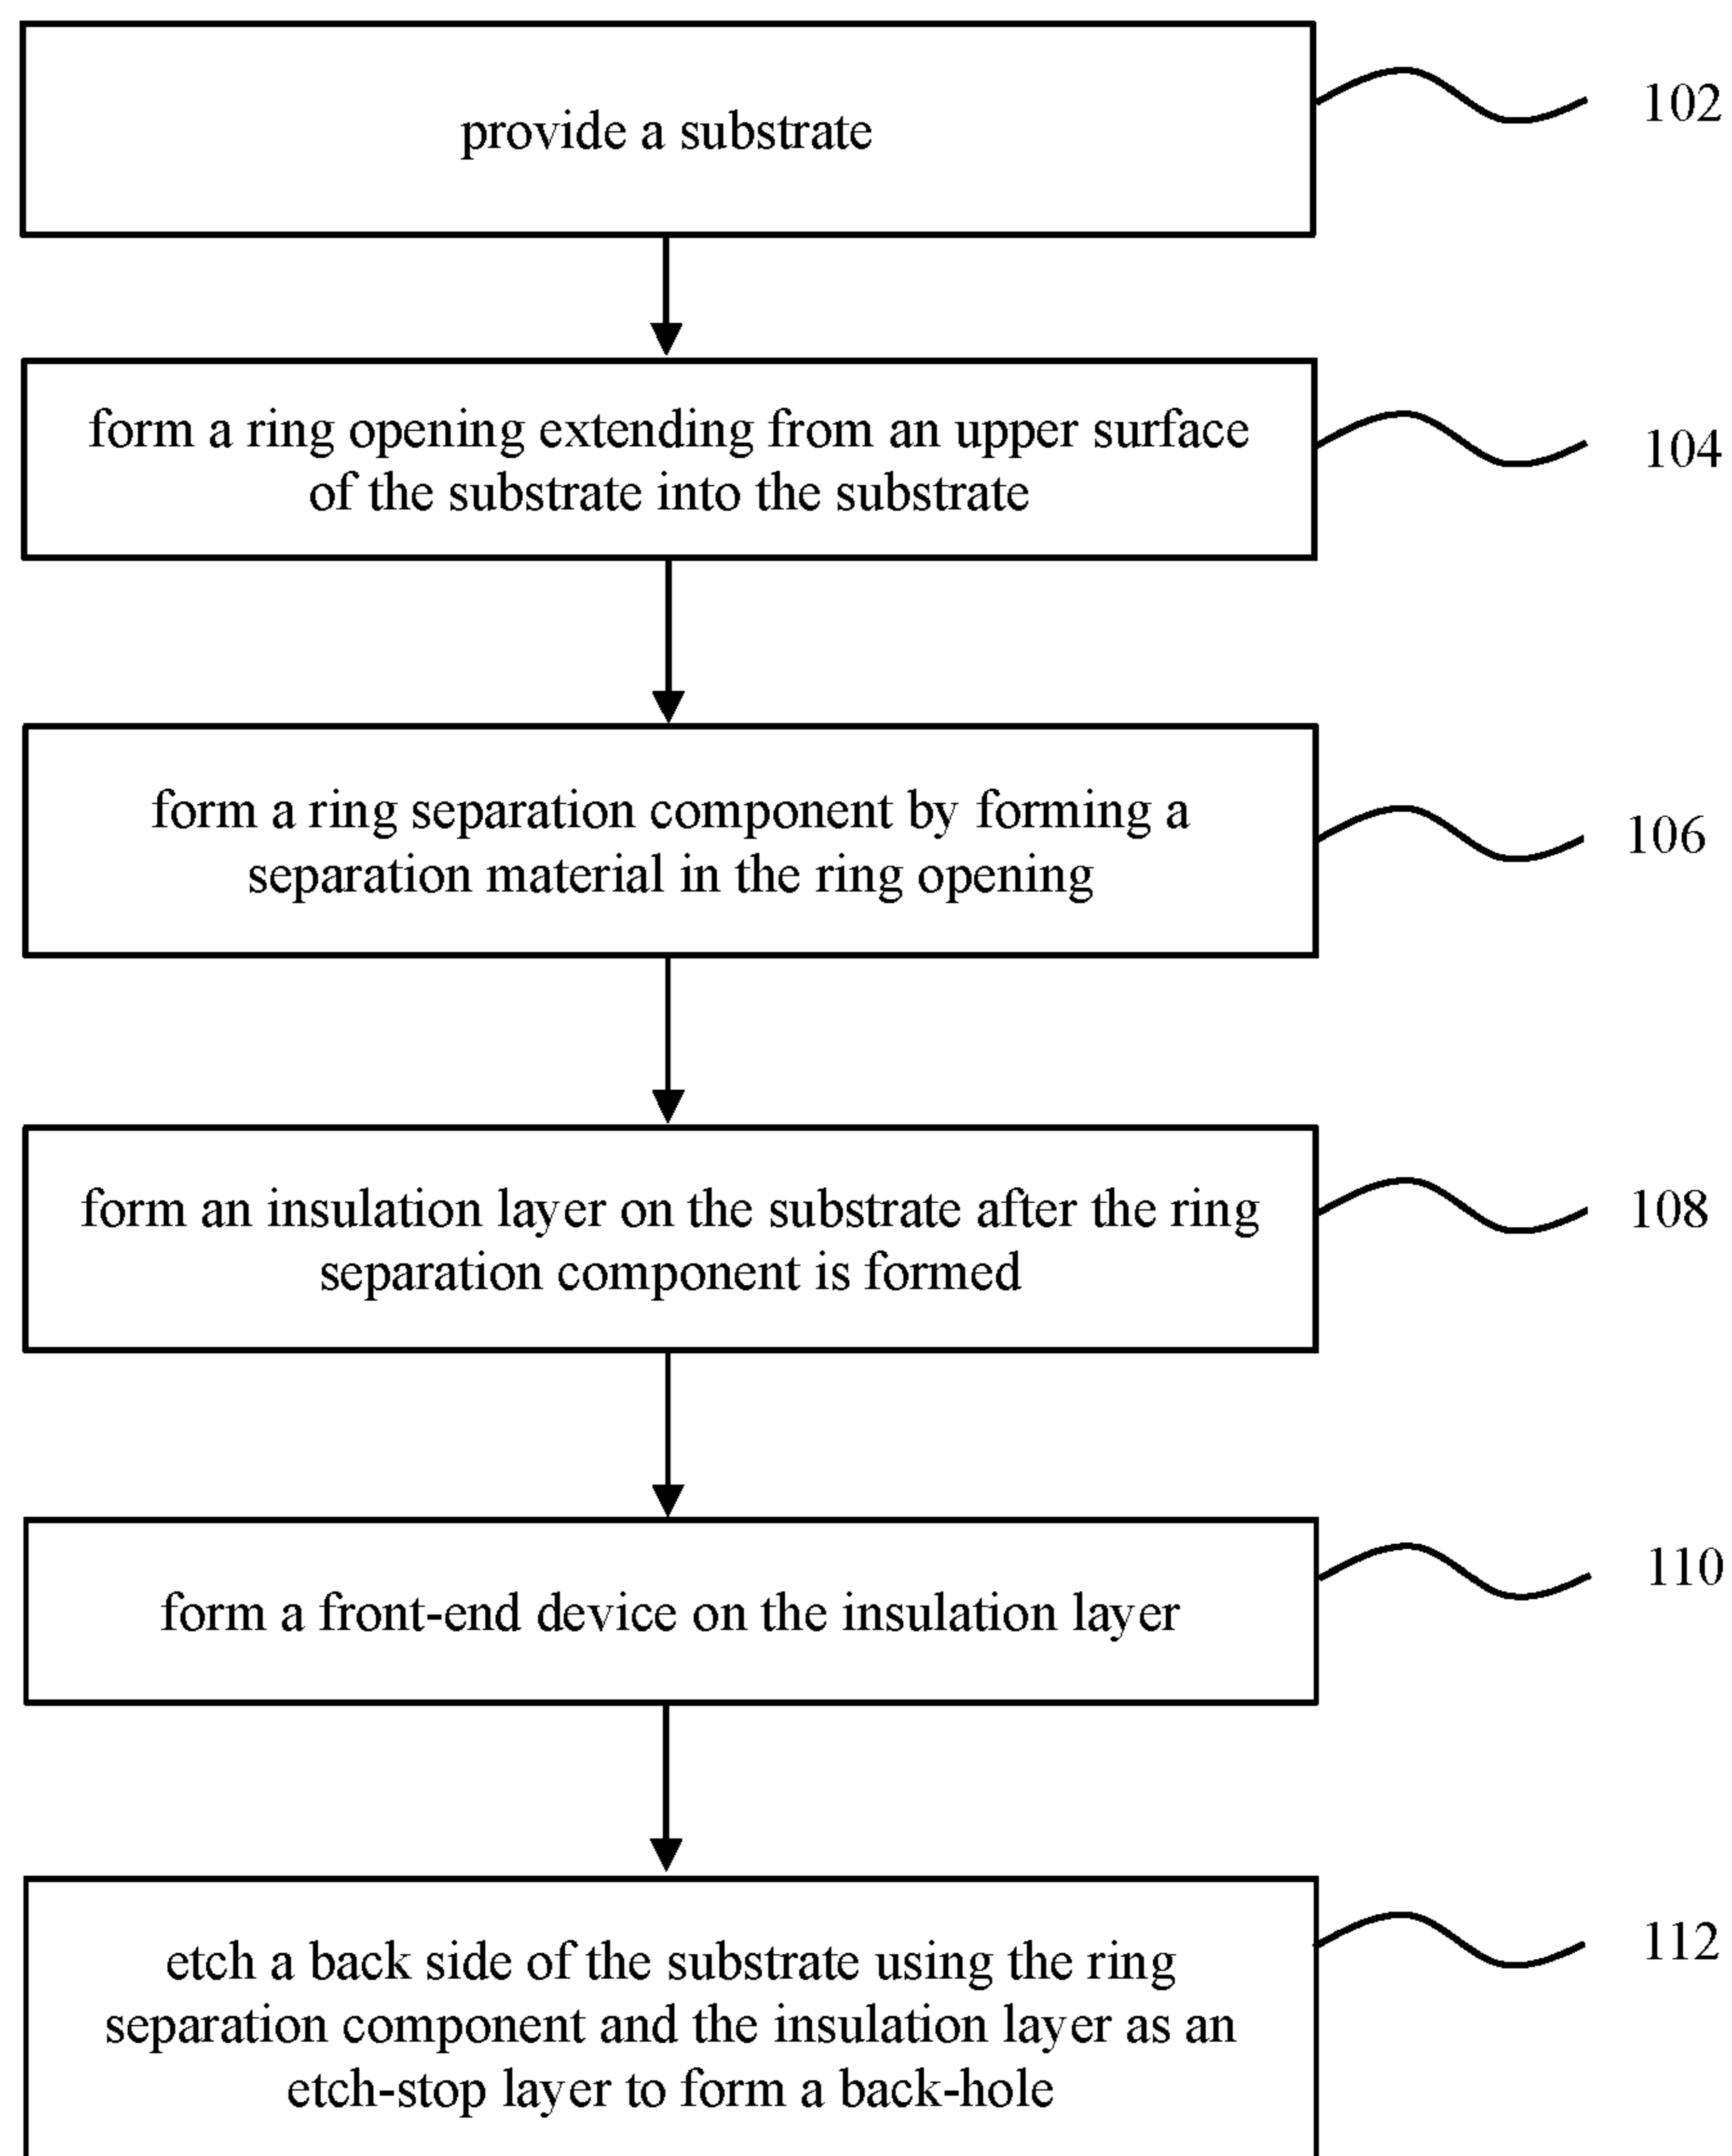 provide a substrate
102
form a ring opening extending from an upper surface
of the substrate into the substrate
104
form a ring separation component by forming a
separation material in the ring opening
106
form an insulation layer on the substrate after the ring
separation component is formed
108
form a front-end device on the insulation layer
110
etch a back side of the substrate using the ring
separation component and the insulation layer as an
etch-stop layer to form a back-hole
112